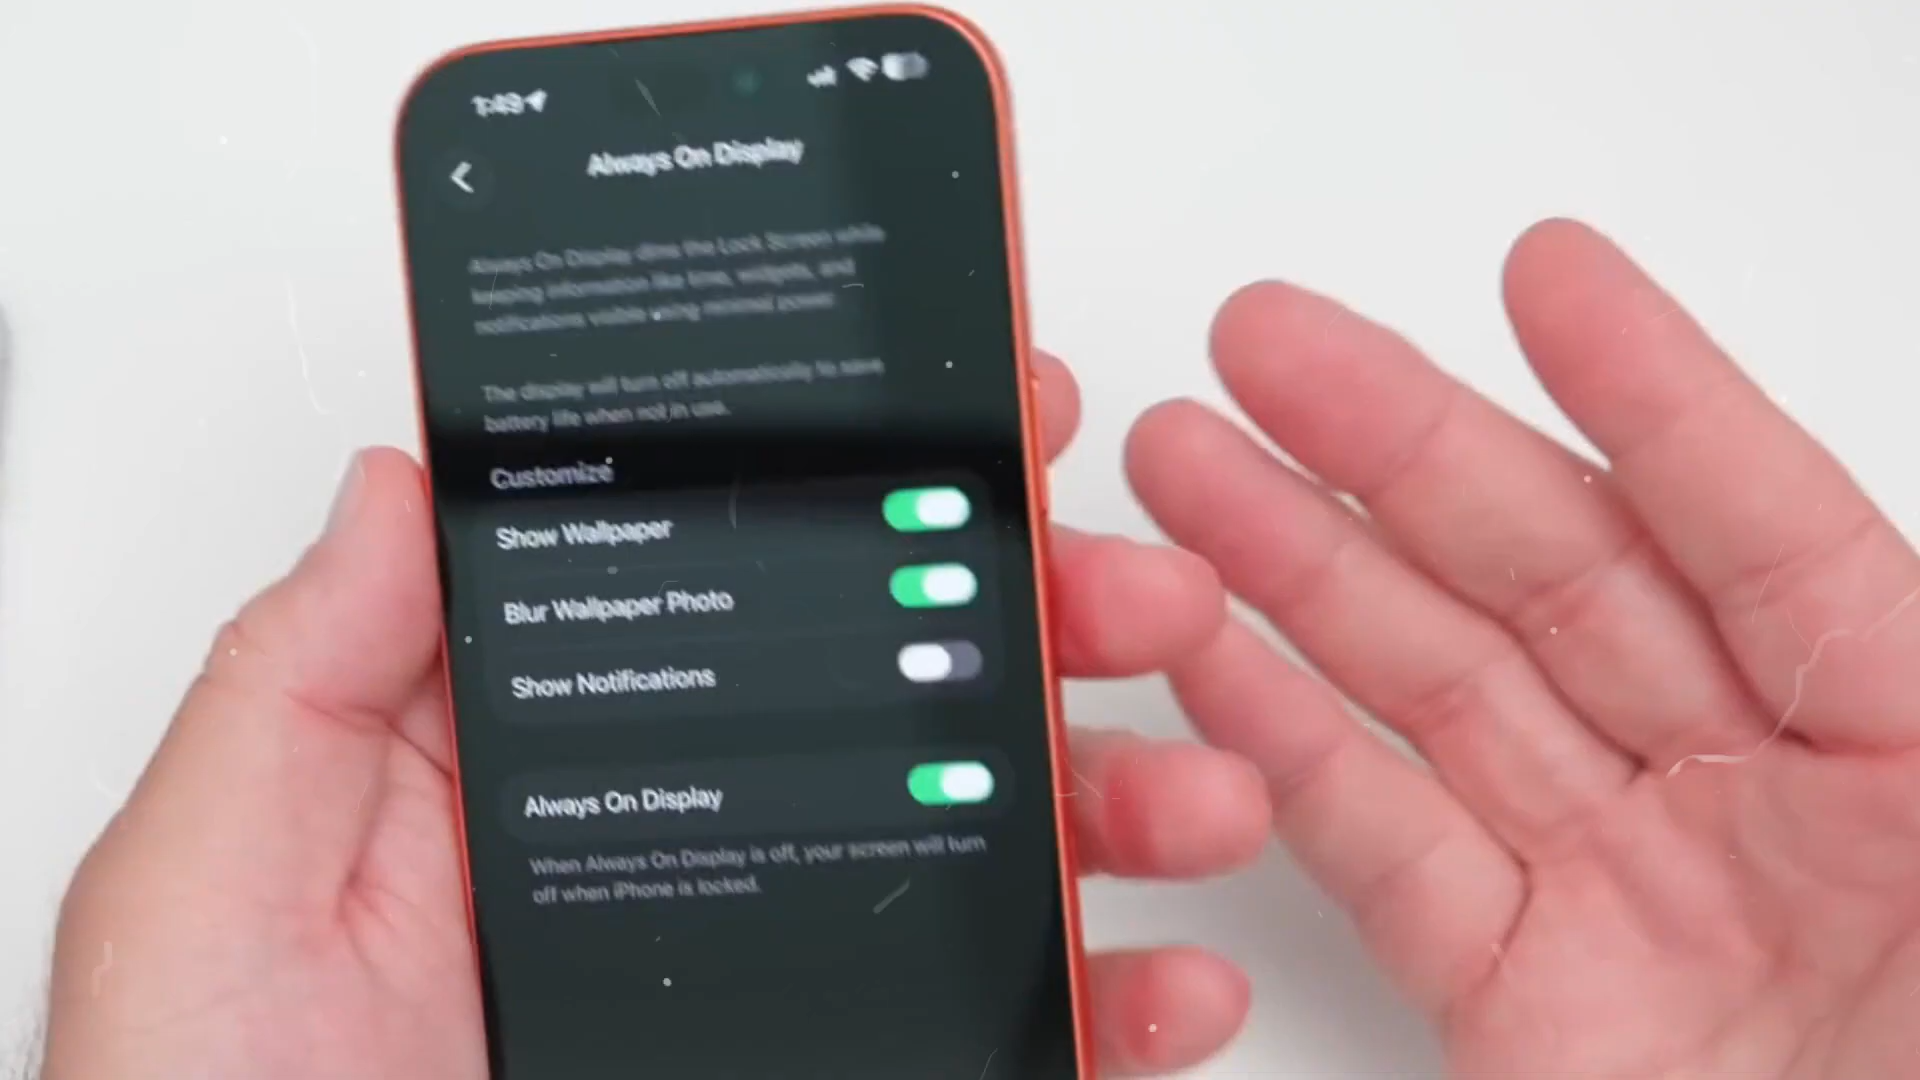 1:49
Always On Display
Always On Display dims the Lock Screen while
keeping information like time, widgets, and
notifications visible using minimal power.
The display will turn off automatically to save
battery life when not in use.
Customize
Show Wallpaper
Blur Wallpaper Photo
Show Notifications
Always On Display
When Always On Display is off, your screen will turn
off when iPhone is locked.